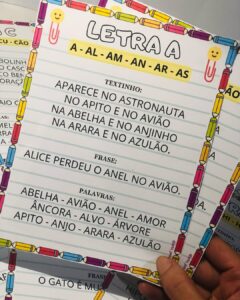 LETRA A
A - AL - AM - AN - AR - AS
TEXTINHO:
APARECE NO ASTRONAUTA
NO APITO E NO AVIÃO
NA ABELHA E NO ANJINHO
NA ARARA E NO AZULÃO.
FRASE:
ALICE PERDEU O ANEL NO AVIÃO.
PALAVRAS:
ABELHA - AVIÃO - ANEL - AMOR
ÂNCORA - ALVO - ÁRVORE
APITO - ANJO - ARARA - AZULÃO
FRASE
O GATO E